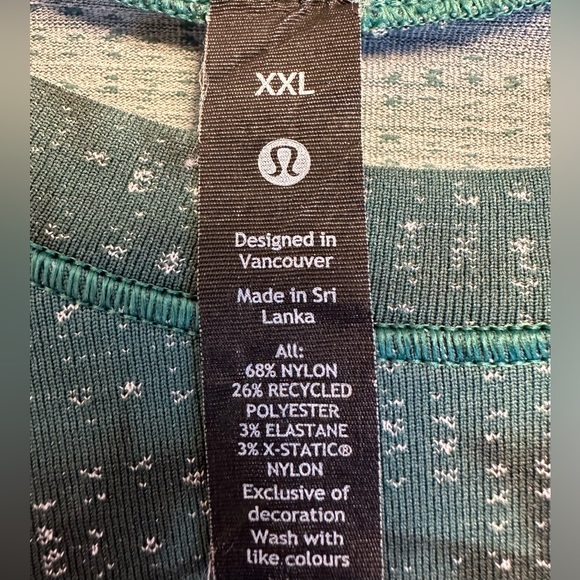 XXL
Designed in
Vancouver
Made in Sri
Lanka
All:
68% NYLON
26% RECYCLED
POLYESTER
3% ELASTANE
3% X-STATIC®
NYLON
Exclusive of
decoration
Wash with
like colours